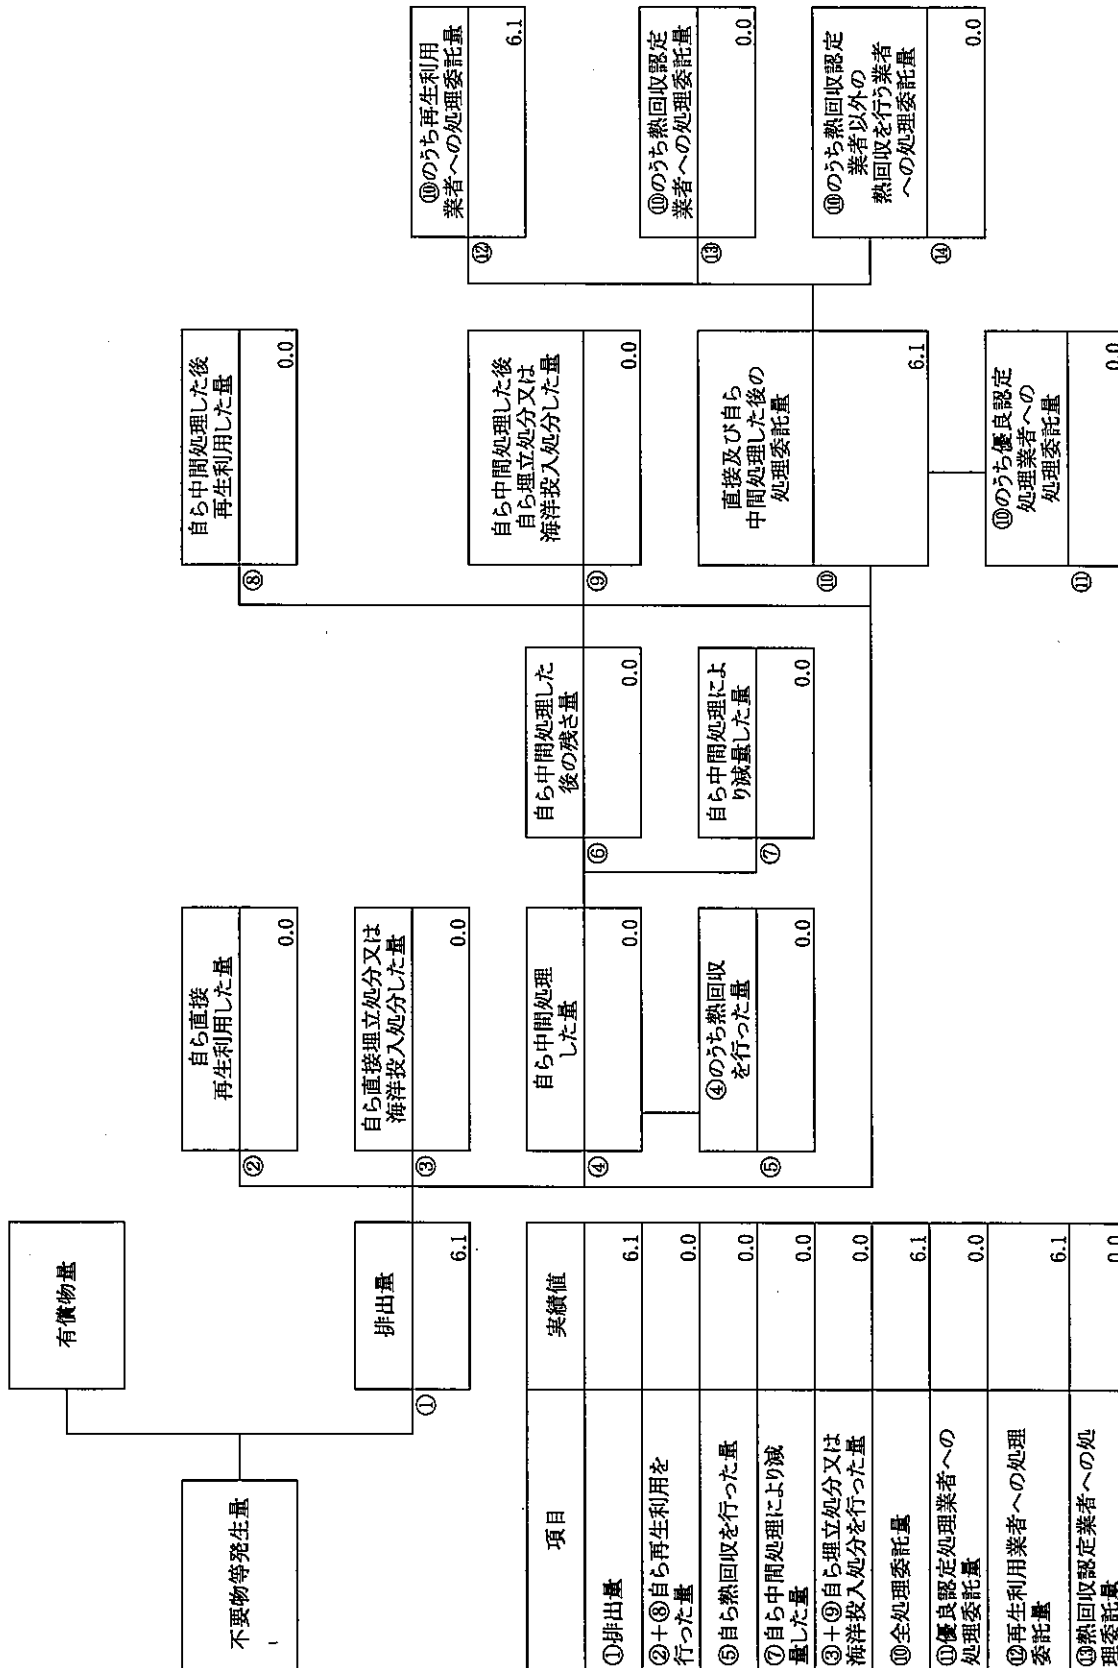 不要物等発生量
有償物量
①
排出量
6.1
②
自ら直接
再生利用した量
0.0
③
自ら直接埋立処分又は
海洋投入処分した量
0.0
④
自ら中間処理
した量
0.0
⑤
④のうち熱回収
を行った量
0.0
⑥
自ら中間処理した
後の残さ量
0.0
⑦
自ら中間処理によ
り減量した量
0.0
⑧
自ら中間処理した後
再生利用した量
0.0
⑨
自ら中間処理した後
自ら埋立処分又は
海洋投入処分した量
0.0
⑩
直接及び自ら
中間処理した後の
処理委託量
6.1
⑪
⑩のうち優良認定
処理業者への
処理委託量
0.0
⑫
⑩のうち再生利用
業者への処理委託量
6.1
⑬
⑩のうち熱回収認定
業者への処理委託量
0.0
⑭
⑩のうち熱回収認定
業者以外の
熱回収を行う業者
への処理委託量
0.0
項目
実績値
①排出量
6.1
②+⑧自ら再生利用を
行った量
0.0
⑤自ら熱回収を行った量
0.0
⑦自ら中間処理により減
量した量
0.0
③+⑨自ら埋立処分又は
海洋投入処分を行った量
0.0
⑩全処理委託量
6.1
⑪優良認定処理業者への
処理委託量
0.0
⑫再生利用業者への処理
委託量
6.1
⑬熱回収認定業者への処
理委託量
0.0